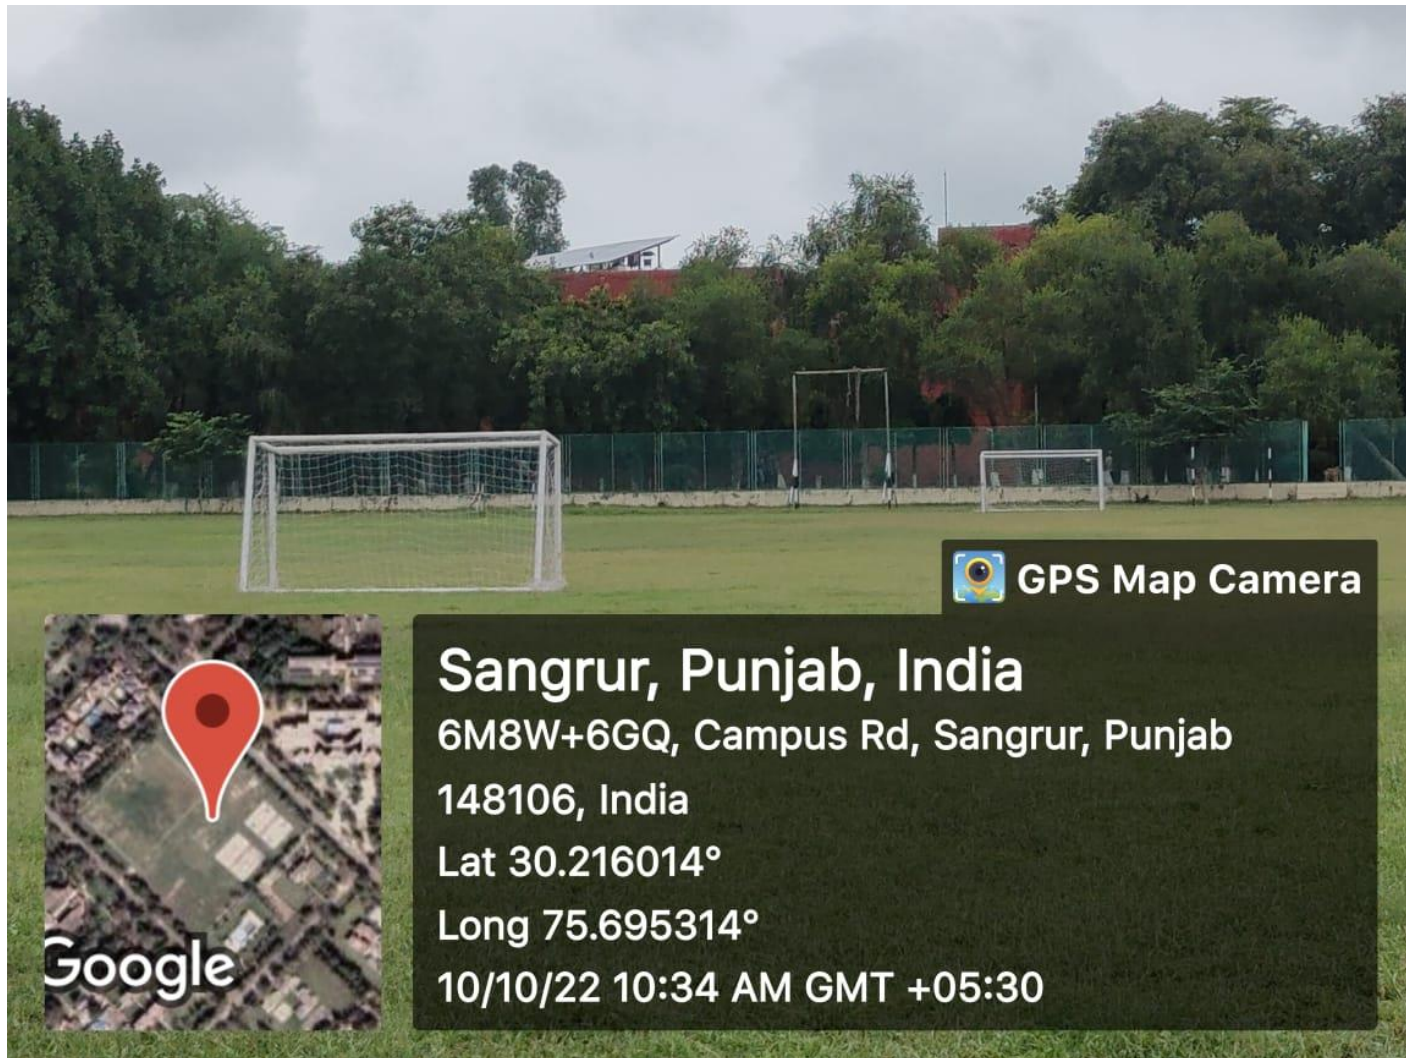 GPS Map Camera
Sangrur, Punjab, India
6M8W+6GQ, Campus Rd, Sangrur, Punjab
148106, India
Lat 30.216014°
Long 75.695314°
10/10/22 10:34 AM GMT +05:30
Google